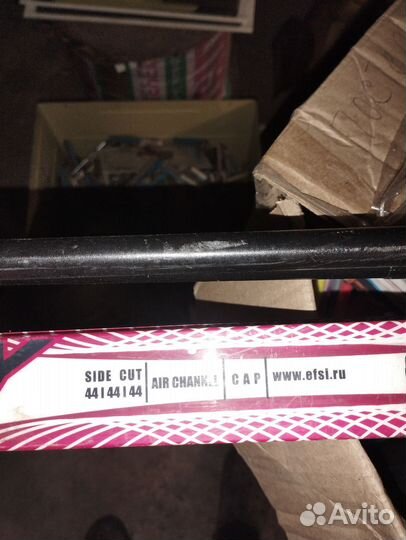 SIDE CUT
44 I 44 I 44
AIR CHANNEL
C A P
www.efsi.ru
Avito